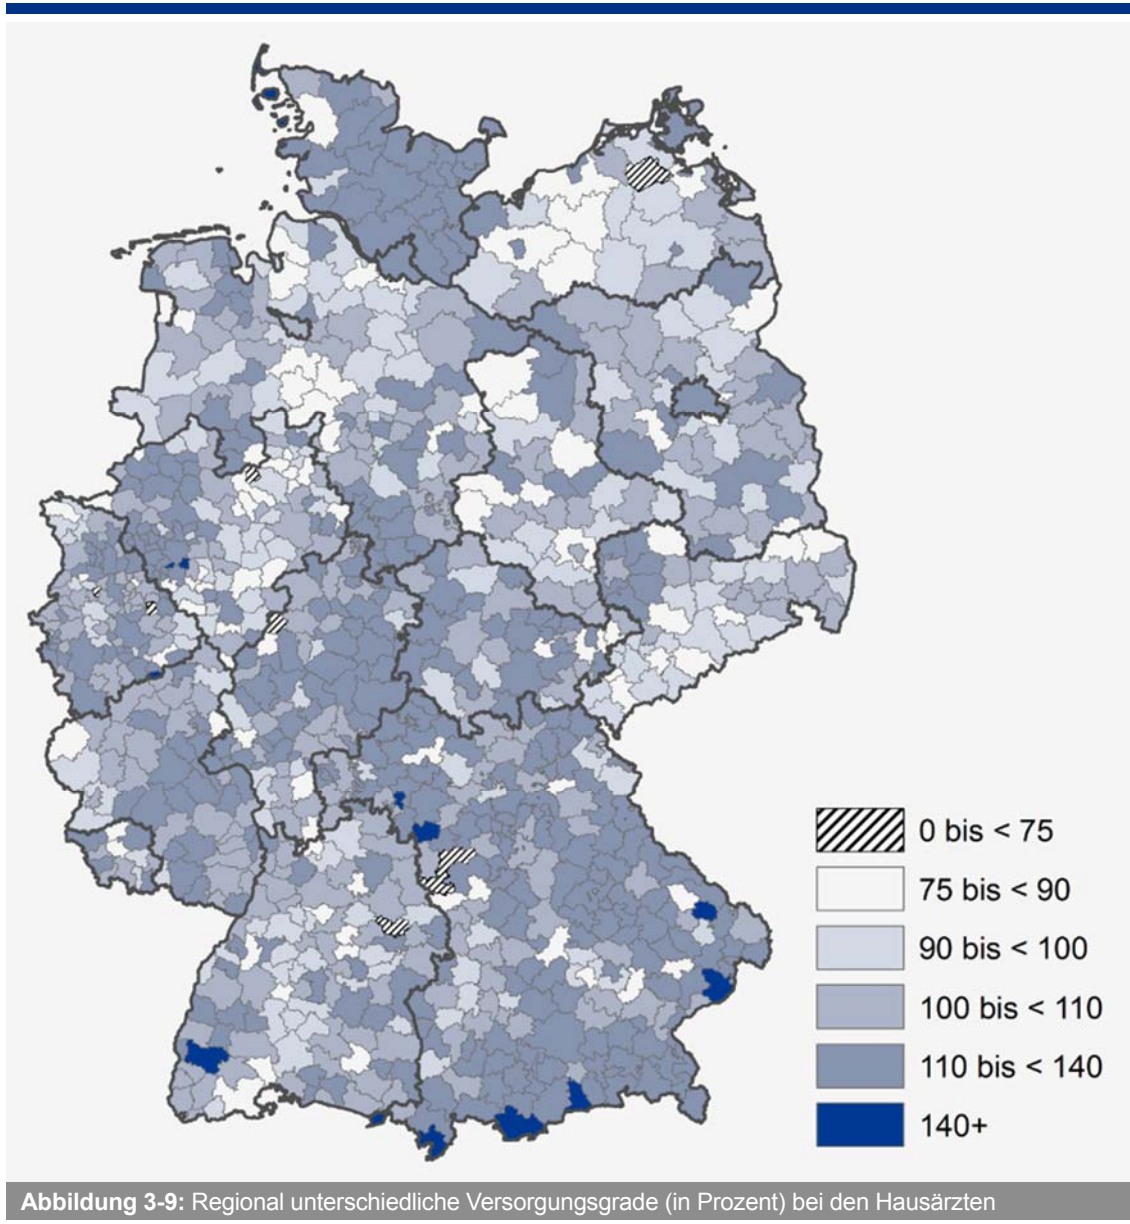 0 bis < 75
75 bis < 90
90 bis < 100
100 bis < 110
110 bis < 140
140+
Abbildung 3-9: Regional unterschiedliche Versorgungsgrade (in Prozent) bei den Hausärzten